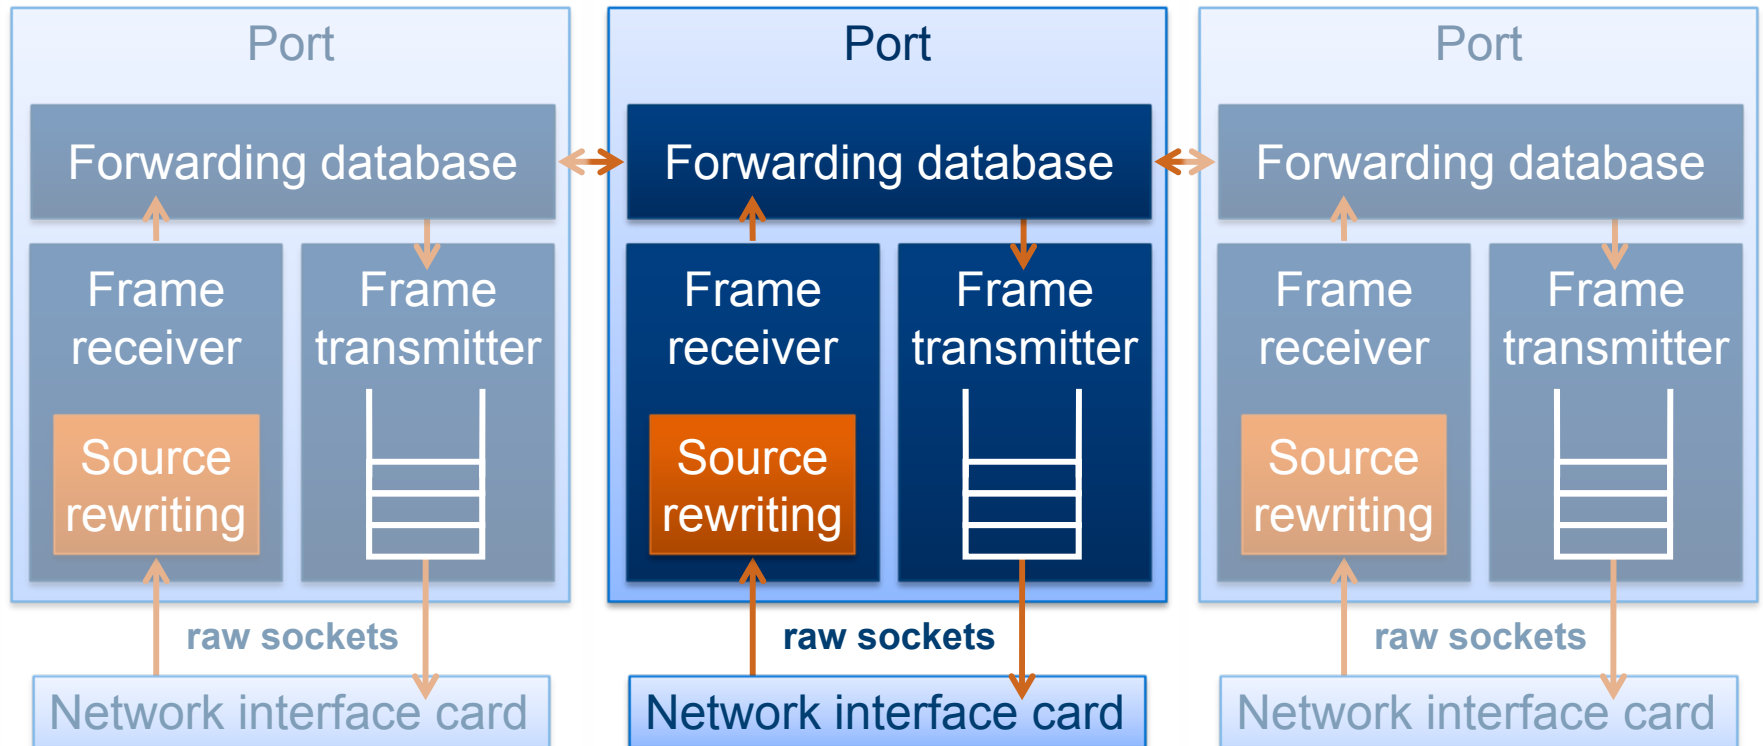 Port
Forwarding database
Frame
receiver
Source
rewriting
Frame
transmitter
raw sockets
Network interface card
Port
Forwarding database
Frame
receiver
Source
rewriting
Frame
transmitter
raw sockets
Network interface card
Port
Forwarding database
Frame
receiver
Source
rewriting
Frame
transmitter
raw sockets
Network interface card